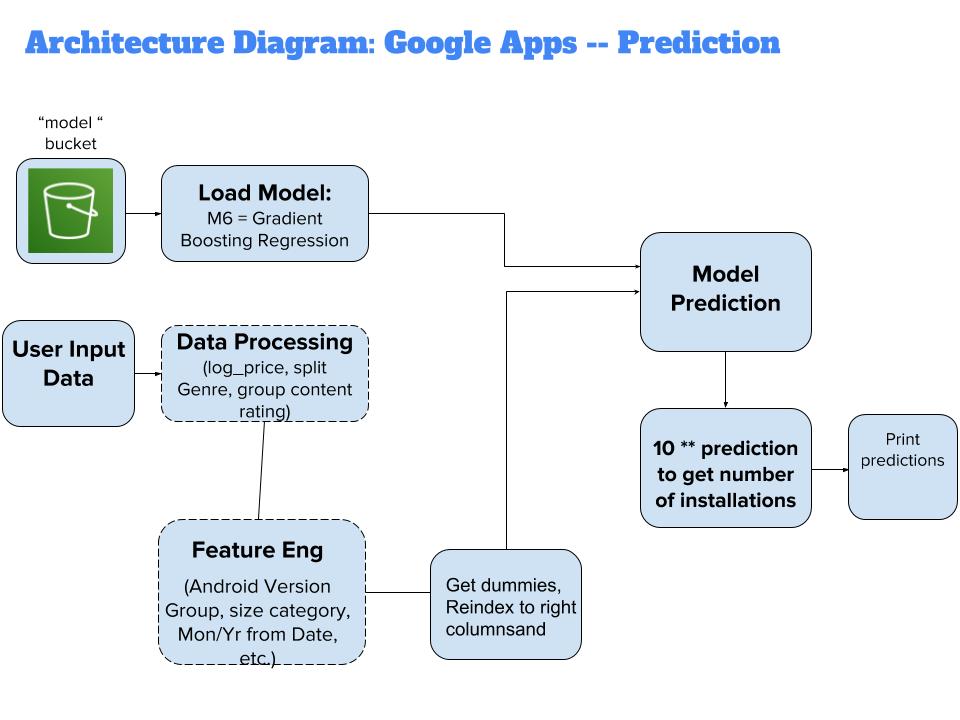 Architecture Diagram: Google Apps -- Prediction
“model “
bucket
Load Model:
M6 = Gradient
Boosting Regression
Model
Prediction
User Input
Data
Data Processing
(log_price, split
Genre, group content
rating)
10 ** prediction
to get number
of installations
Print
predictions
Feature Eng
(Android Version
Group, size category,
Mon/Yr from Date,
etc.)
Get dummies,
Reindex to right
columnsand